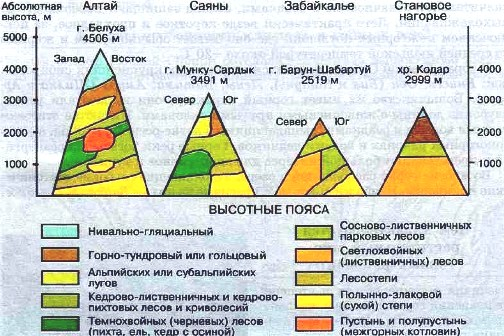 Абсолютная
высота, м
Алтай
Саяны
Забайкалье
Становое
нагорье
г. Белуха
4506 м
5000
4000
3000
2000
1000
Запад
Восток
г. Мунку-Сардык
3491 м
Север
Юг
г. Барун-Шабартуй
2519 м
Север
Юг
хр. Кодар
2999 м
4000
3000
2000
1000
ВЫСОТНЫЕ ПОЯСА
Нивально-гляциальный
Горно-тундровый или гольцовый
Альпийских или субальпийских
лугов
Кедрово-лиственничных и кедрово-
пихтовых лесов и криволесий
Темнохвойных (черневых) лесов
(пихта, ель, кедр с осиной)
Сосново-лиственничных
парковых лесов
Светлохвойных
(лиственничных) лесов
Лесостепи
Полынно-злаковой
(сухой) степи
Пустынь и полупустынь
(межгорных котловин)